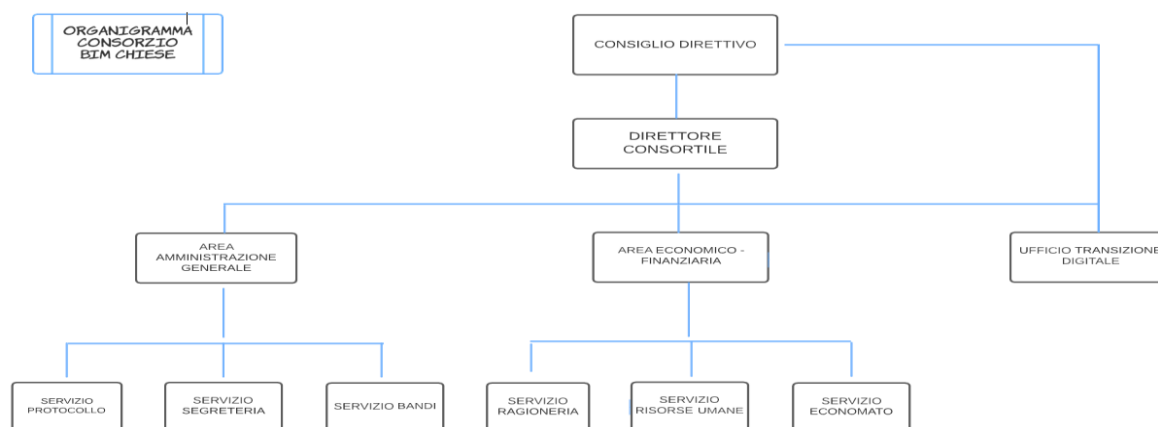 ORGANIGRAMMA
CONSORZIO
BIM CHIESE
CONSIGLIO DIRETTIVO
DIRETTORE
CONSORTILE
AREA
AMMINISTRAZIONE
GENERALE
AREA ECONOMICO -
FINANZIARIA
UFFICIO TRANSIZIONE
DIGITALE
SERVIZIO
PROTOCOLLO
SERVIZIO
SEGRETERIA
SERVIZIO BANDI
SERVIZIO
RAGIONERIA
SERVIZIO
RISORSE UMANE
SERVIZIO
ECONOMATO